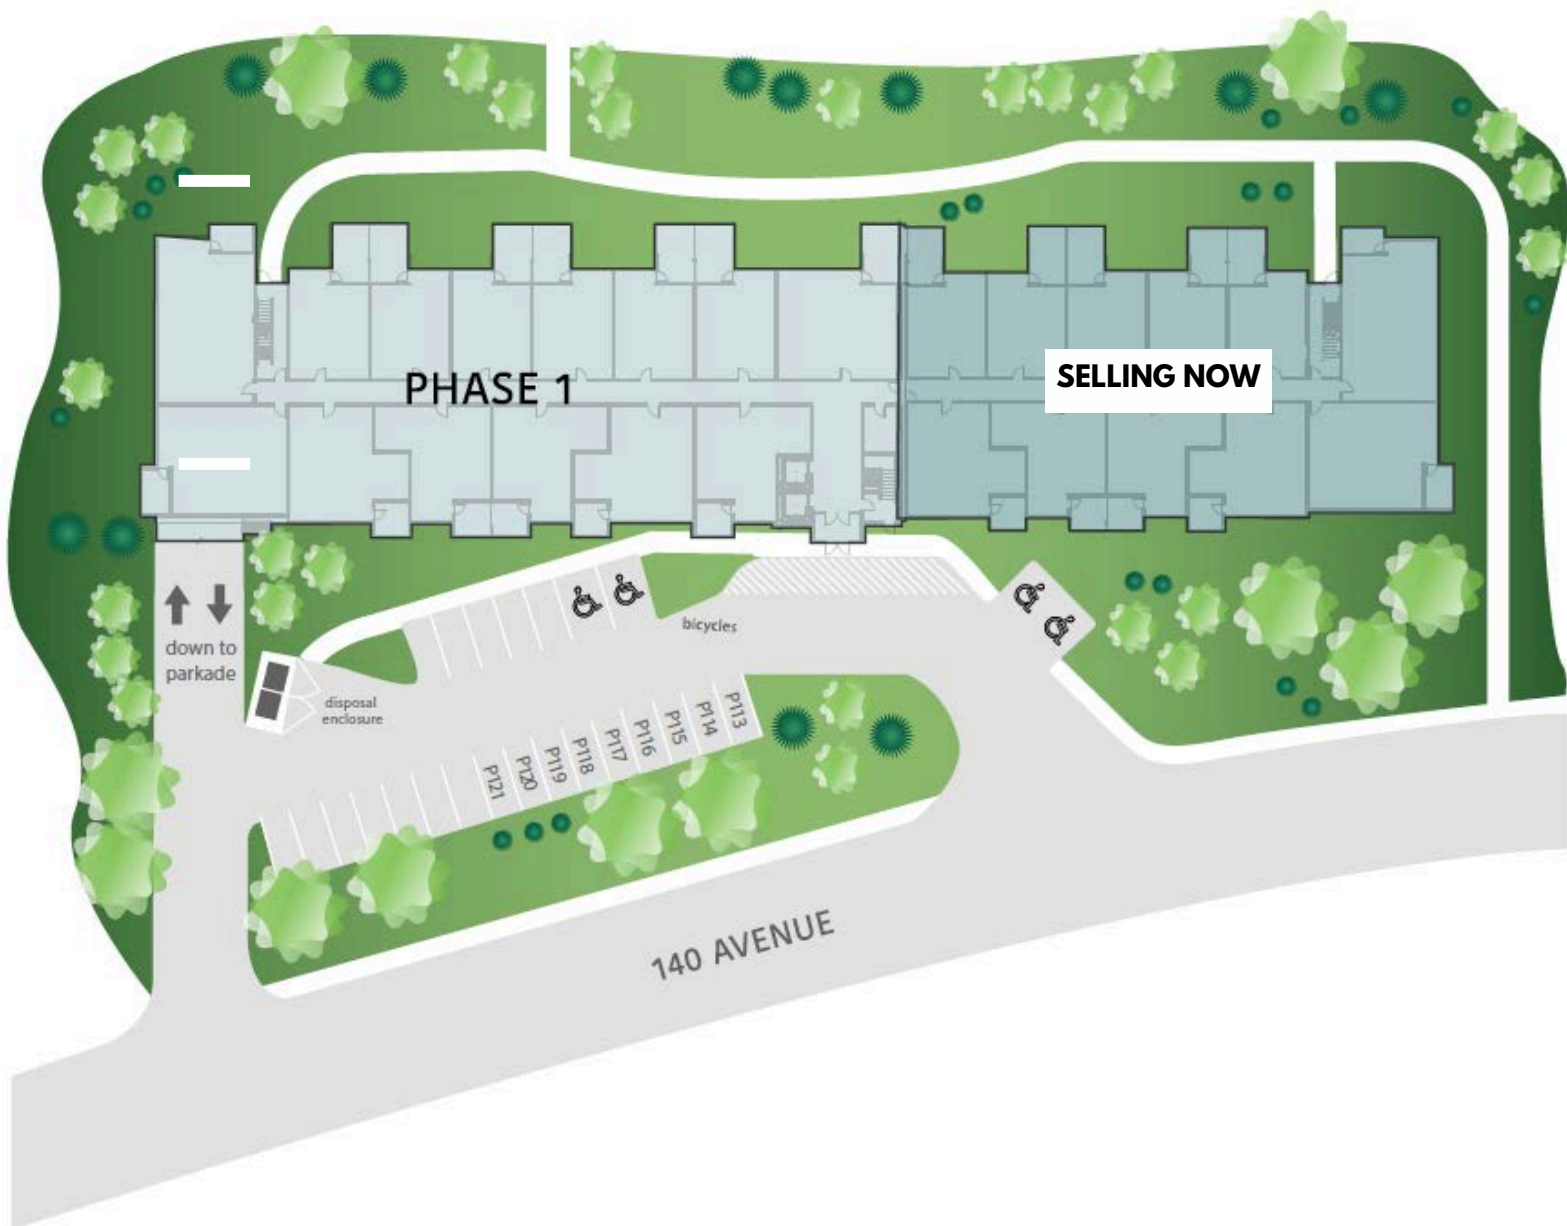 PHASE 1
SELLING NOW
down to
parkade
bicycles
disposal
enclosure
P113
P114
P115
P116
P117
P118
P119
P120
P121
140 AVENUE